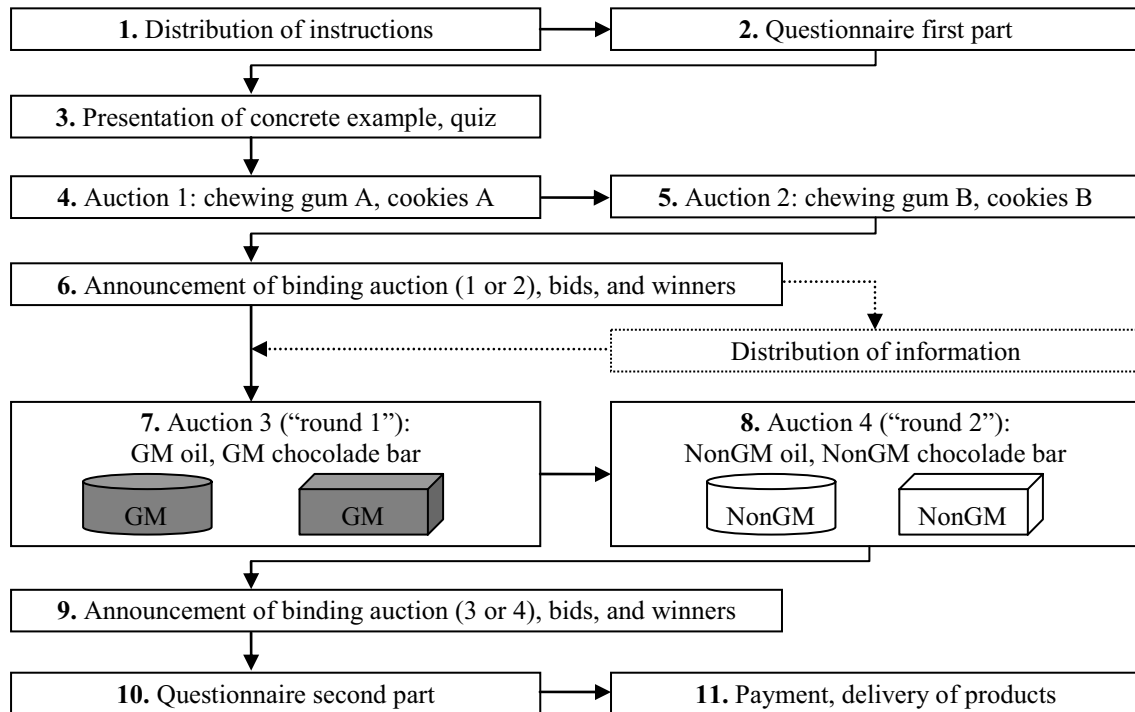 1. Distribution of instructions
2. Questionnaire first part
3. Presentation of concrete example, quiz
4. Auction 1: chewing gum A, cookies A
5. Auction 2: chewing gum B, cookies B
6. Announcement of binding auction (1 or 2), bids, and winners
Distribution of information
7. Auction 3 (“round 1”):
GM oil, GM chocolade bar
GM
GM
8. Auction 4 (“round 2”):
NonGM oil, NonGM chocolade bar
NonGM
NonGM
9. Announcement of binding auction (3 or 4), bids, and winners
10. Questionnaire second part
11. Payment, delivery of products